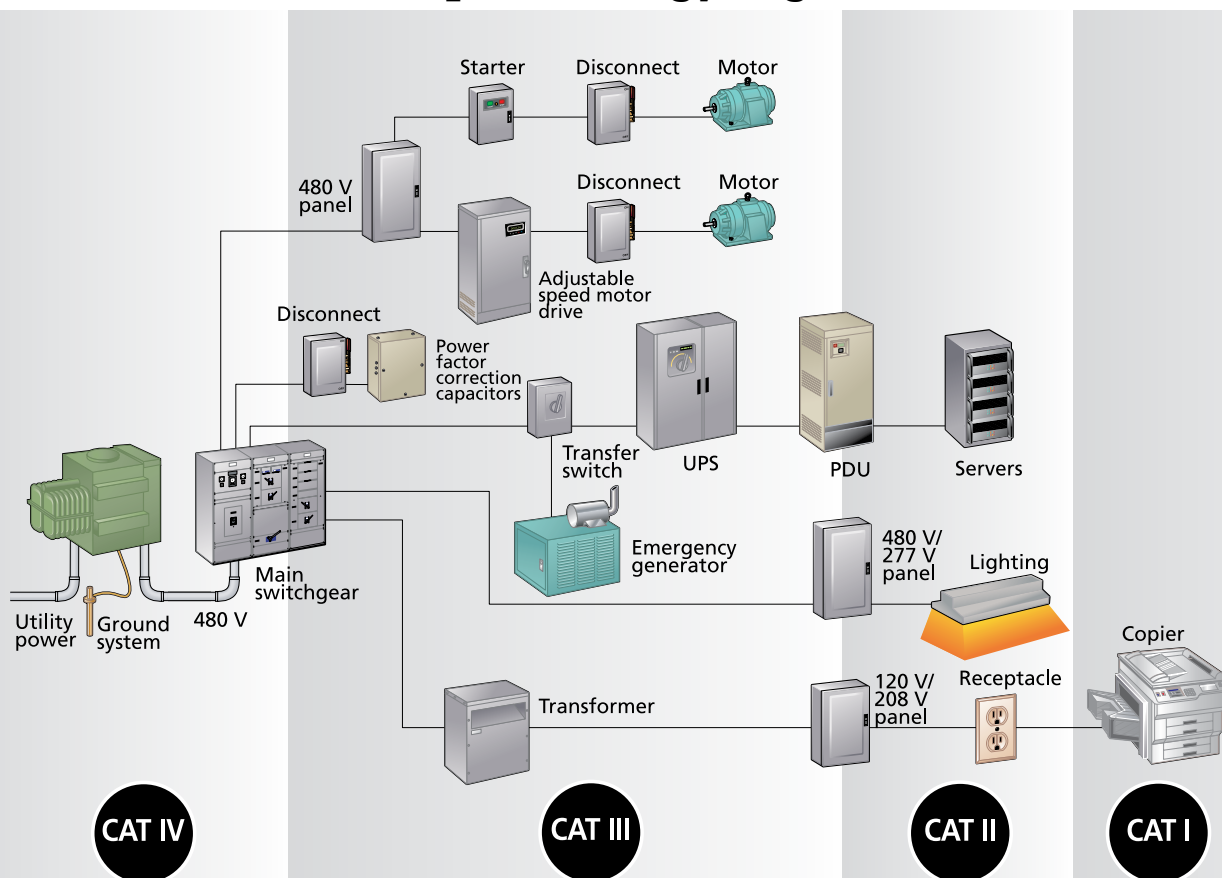 Starter
Disconnect
Motor
480 V
panel
Disconnect
Motor
Adjustable
speed motor
drive
Disconnect
Power
factor
correction
capacitors
Transfer
switch
UPS
PDU
Servers
Emergency
generator
480 V/
277 V
panel
Lighting
Main
switchgear
Utility
power
Ground
system
480 V
Copier
Transformer
120 V/
208 V
panel
Receptacle
CAT IV
CAT III
CAT II
CAT I